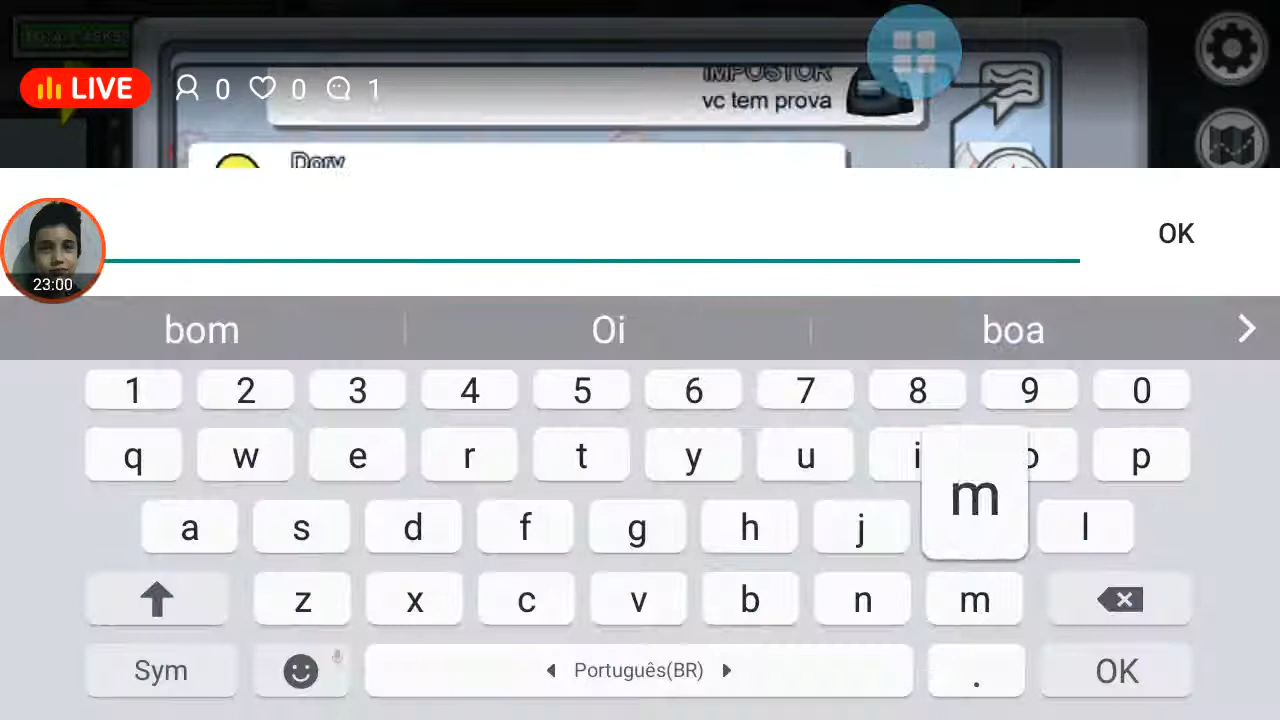 LIVE 0 0 1
IMPOSTOR
vc tem prova
Dory
23:00
OK
bom Oi boa
1 2 3 4 5 6 7 8 9 0
q w e r t y u i o p
m
a s d f g h j l
z x c v b n m
Sym Português(BR) . OK